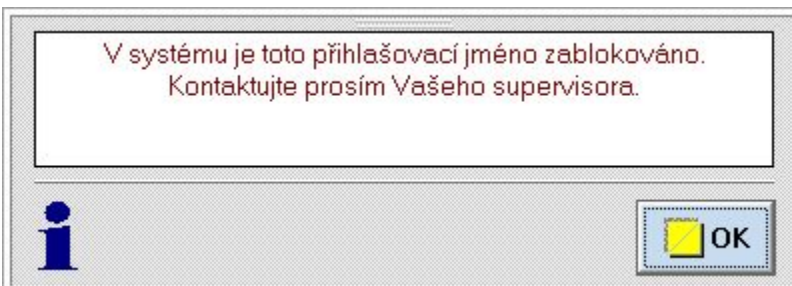 V systému je toto přihlašovací jméno zablokováno.
Kontaktujte prosím Vašeho supervisora.
OK